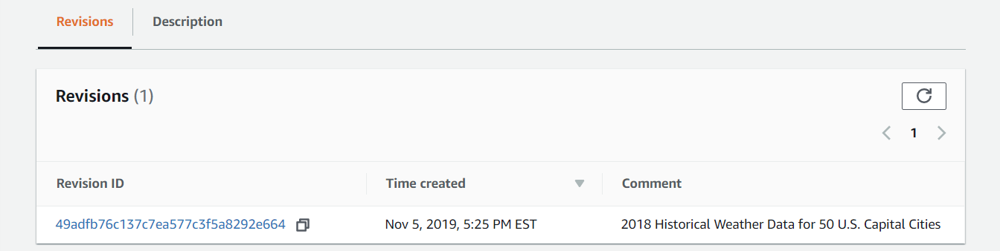 Revisions Description
Revisions (1)
1
Revision ID Time created Comment
49adfb76c137c7ea577c3f5a8292e664 Nov 5, 2019, 5:25 PM EST 2018 Historical Weather Data for 50 U.S. Capital Cities